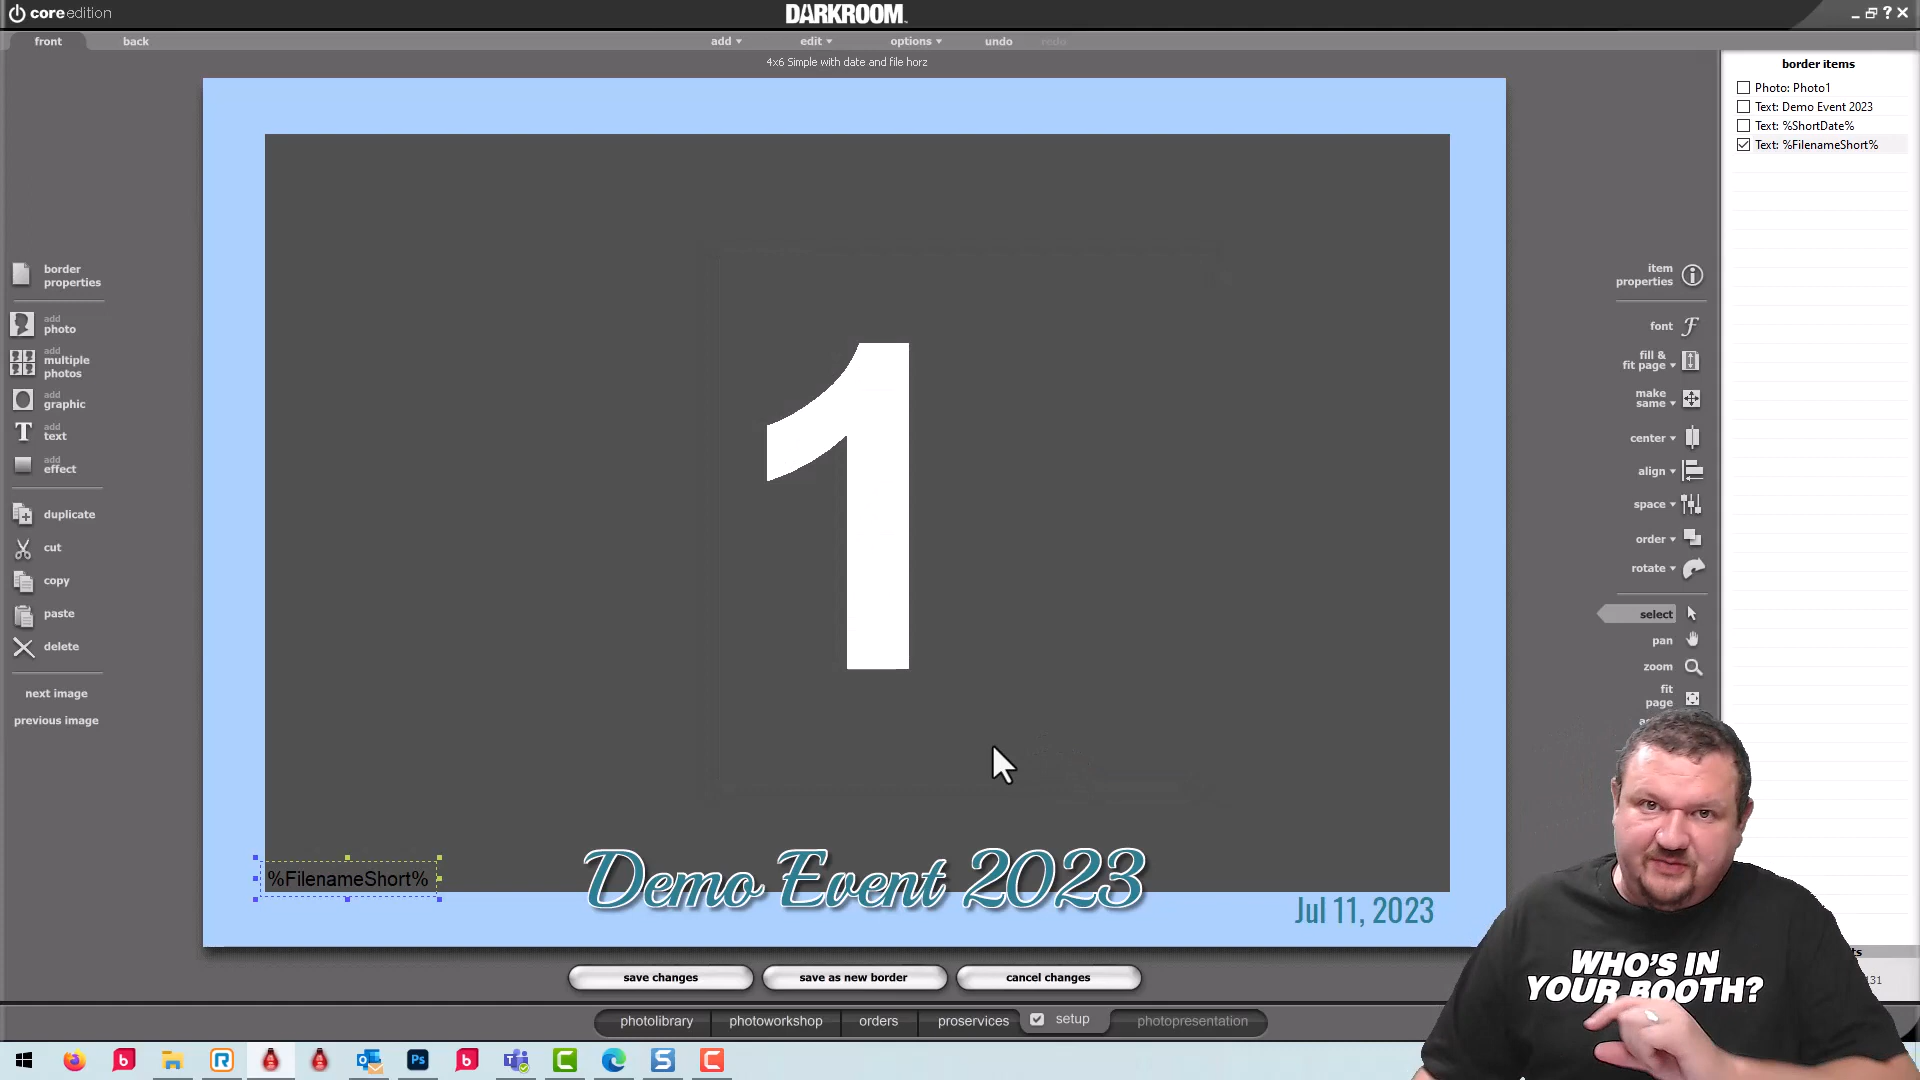 coreedition
DARKROOM
front
back
add
edit
options
undo
redo
4x6 Simple with date and file horz
border items
Photo: Photo1
Text: Demo Event 2023
Text: %ShortDate%
Text: %FilenameShort%
border
properties
add
photo
add
multiple
photos
add
graphic
add
text
add
effect
duplicate
cut
copy
paste
delete
next image
previous image
1
item
properties
font
fill &
fit page
make
same
center
align
space
order
rotate
select
pan
zoom
fit
page
%FilenameShort%
Demo Event 2023
Jul 11, 2023
save changes
save as new border
cancel changes
photolibrary
photoworkshop
orders
proservices
setup
photopresentation
WHO'S IN
YOUR BOOTH?
131
Ps